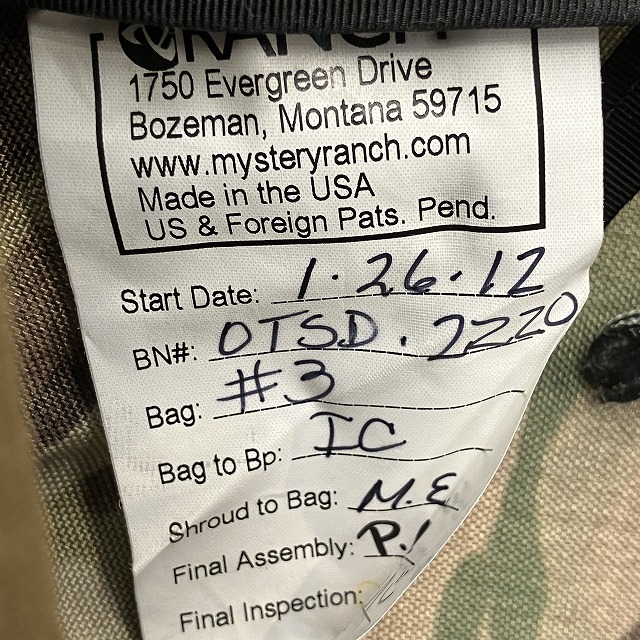 RANCH
1750 Evergreen Drive
Bozeman, Montana 59715
www.mysteryranch.com
Made in the USA
US & Foreign Pats. Pend.
Start Date: 1.26.12
BN#: OTSD.2220
Bag: #3
Bag to Bp: IC
Shroud to Bag: M.E
Final Assembly: P.!
Final Inspection: